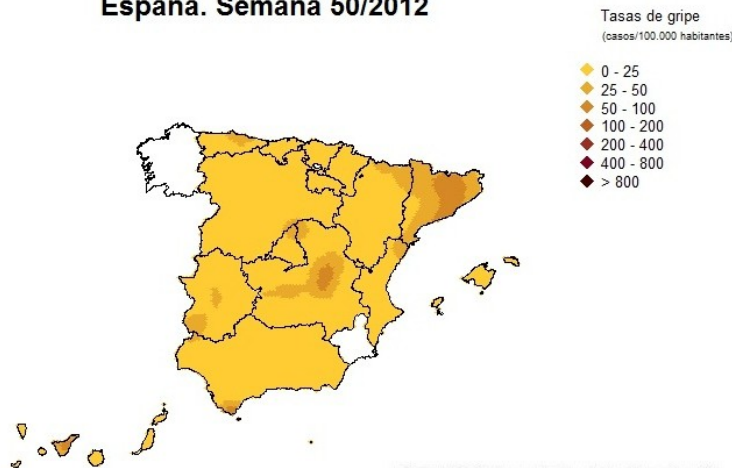 España. Semana 50/2012
Tasas de gripe
(casos/100.000 habitantes)
0 - 25
25 - 50
50 - 100
100 - 200
200 - 400
400 - 800
> 800